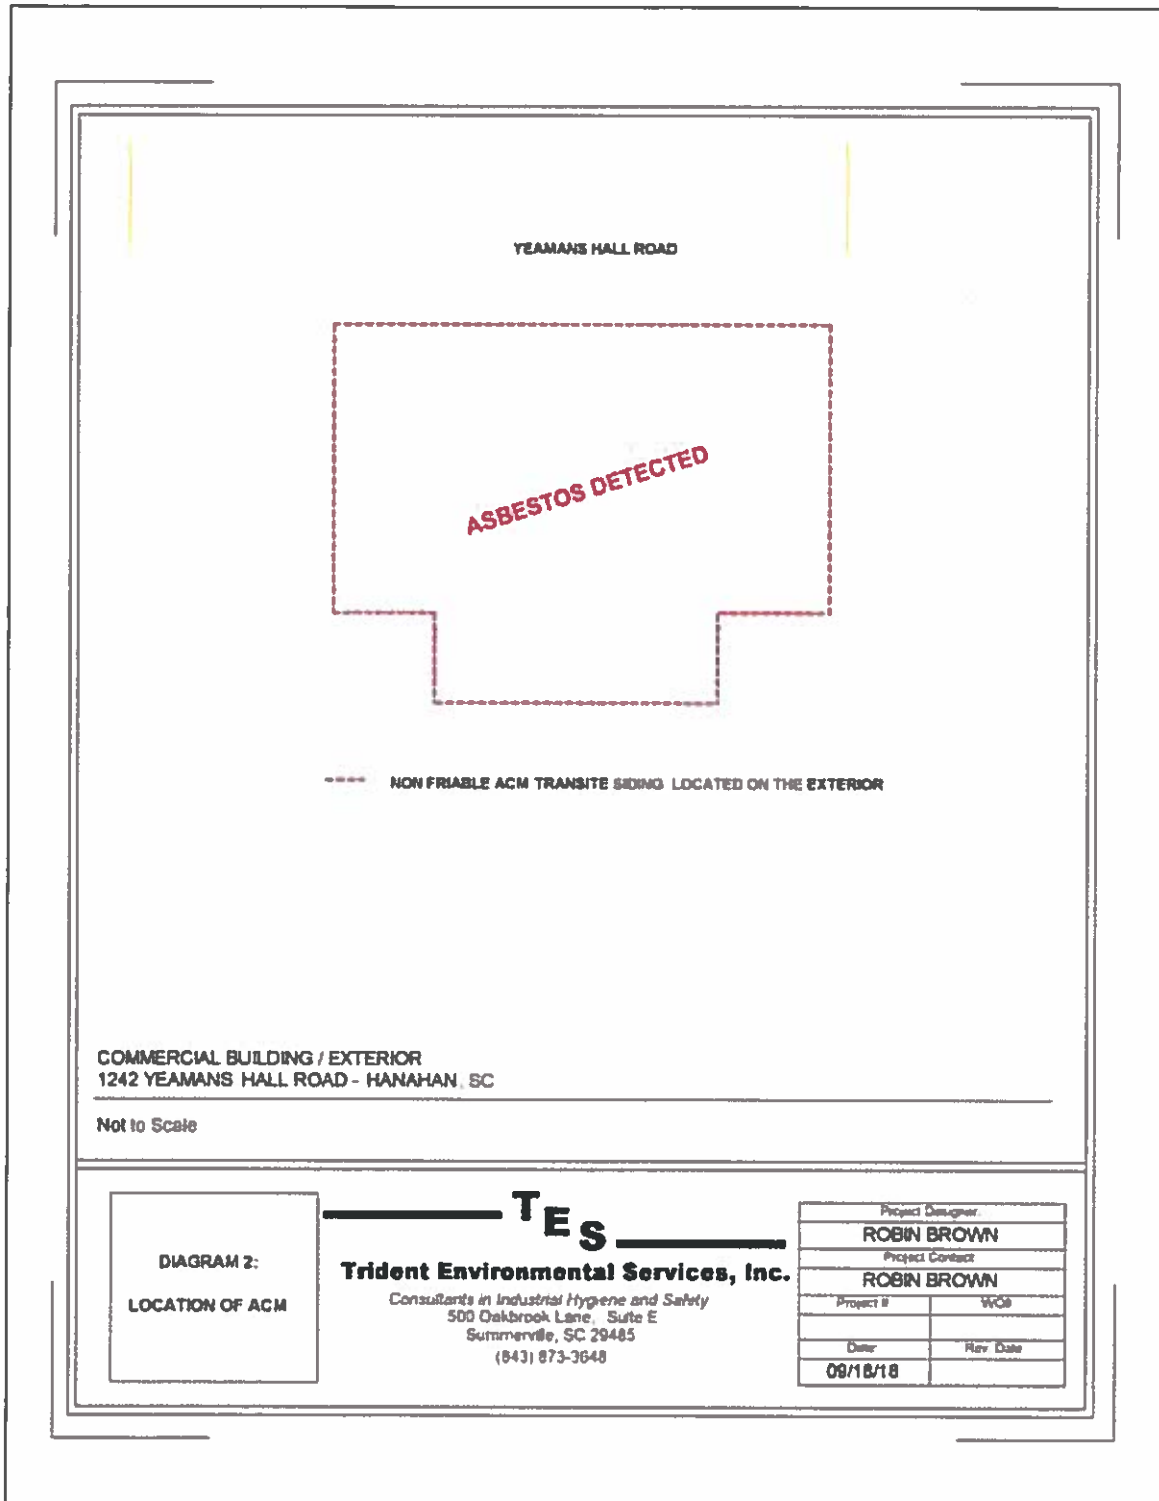 YEAMANS HALL ROAD
ASBESTOS DETECTED
NON FRIABLE ACM TRANSITE SIDING LOCATED ON THE EXTERIOR
COMMERCIAL BUILDING / EXTERIOR
1242 YEAMANS HALL ROAD - HANAHAN, SC
Not to Scale
DIAGRAM 2:
LOCATION OF ACM
TES
Trident Environmental Services, Inc.
Consultants in Industrial Hygiene and Safety
500 Oakbrook Lane, Suite E
Summerville, SC 29485
(843) 873-3648
Project Designer:
ROBIN BROWN
Project Contact
ROBIN BROWN
Project # WO#
Date: Rev. Date
09/18/18